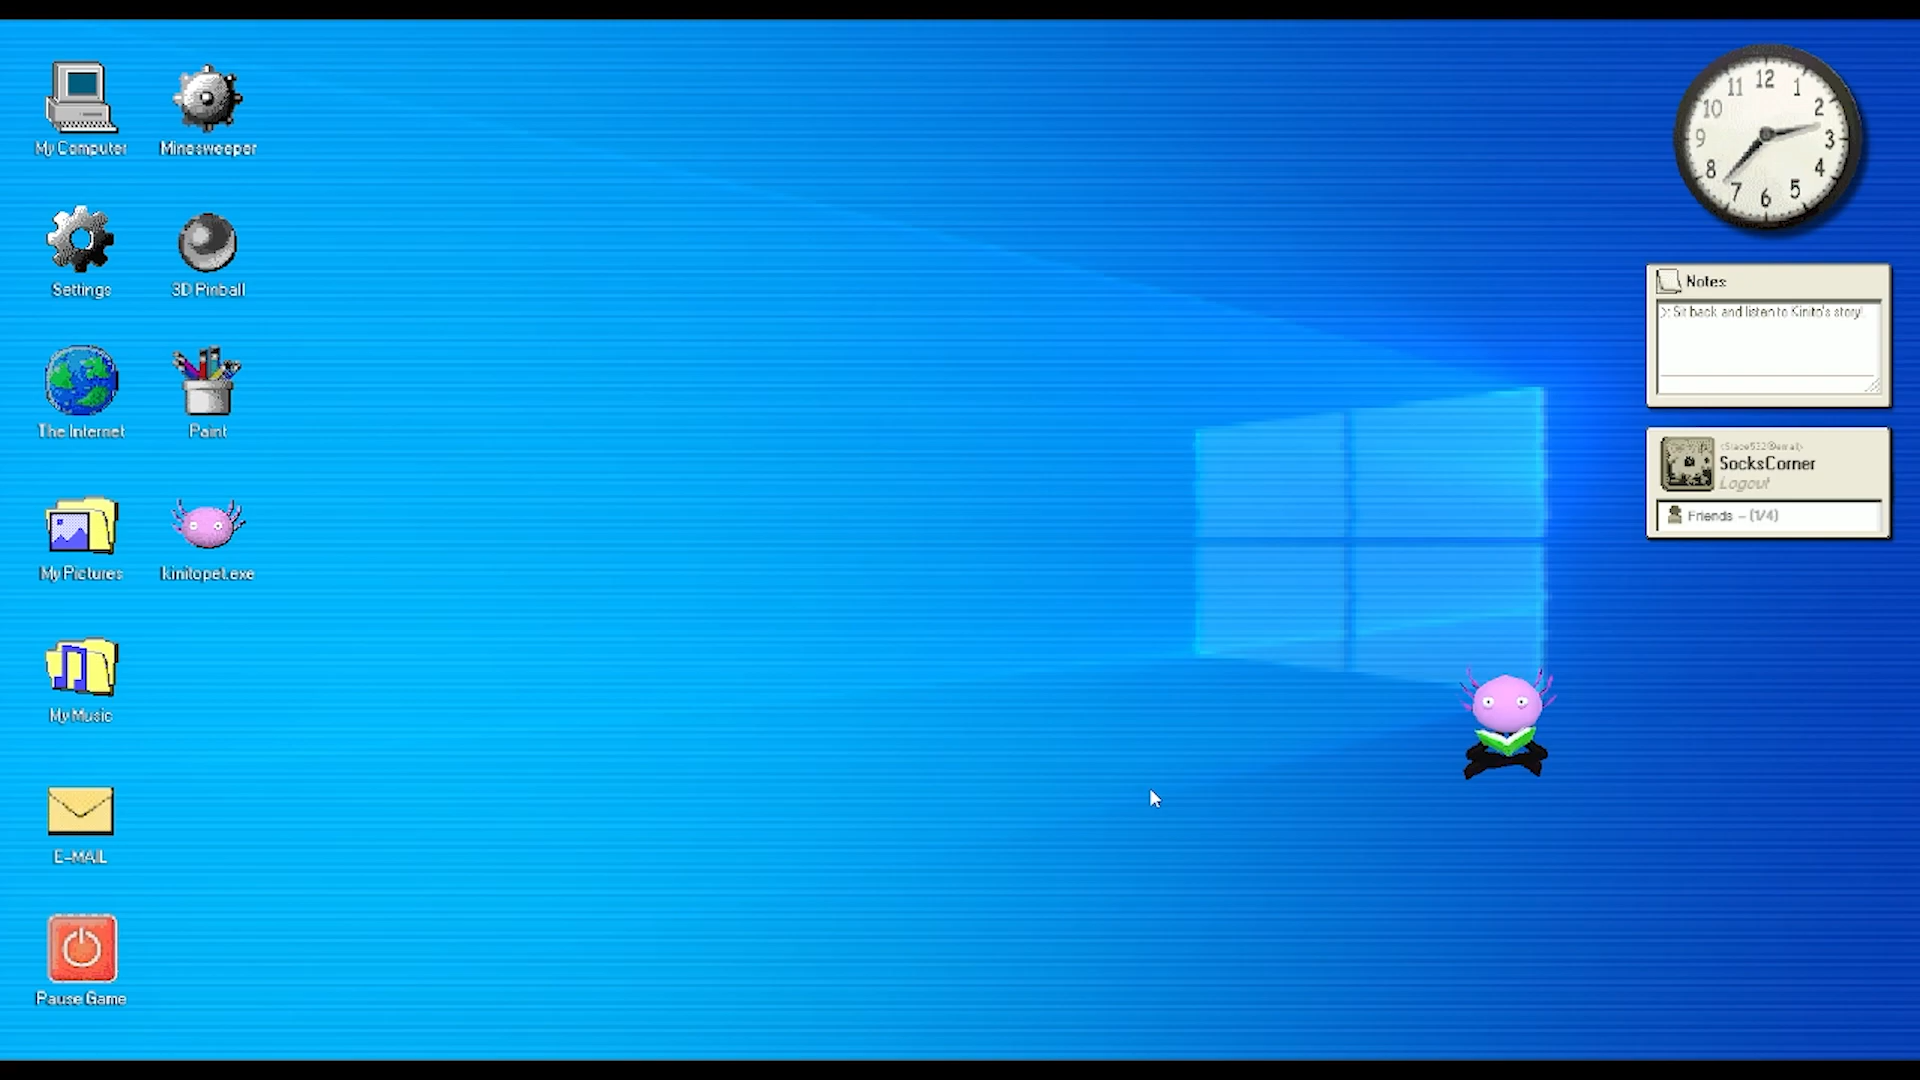 My Computer
Minesweeper
Settings
3D Pinball
The Internet
Paint
My Pictures
kinitopet.exe
My Music
E-MAIL
Pause Game
12
1
2
3
4
5
6
7
8
9
10
11
Notes
>: Sit back and listen to Kinito's story!
SocksCorner
Logout
Friends - (1/4)